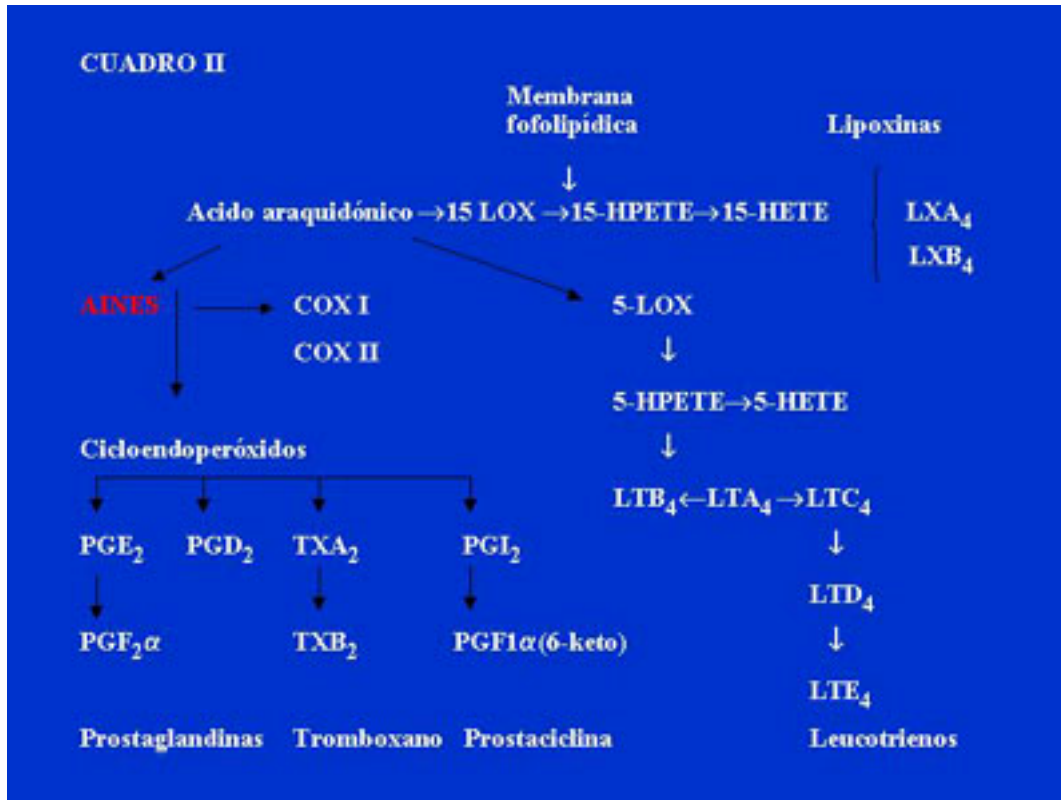 CUADRO II
Membrana
fofolipídica
Lipoxinas
Acido araquidónico →15 LOX →15-HPETE→15-HETE
LXA₄
LXB₄
AINES
COX I
COX II
5-LOX
5-HPETE→5-HETE
Cicloendoperóxidos
LTB₄←LTA₄→LTC₄
PGE₂ PGD₂ TXA₂ PGI₂
LTD₄
PGF₂α TXB₂ PGF1α(6-keto)
LTE₄
Prostaglandinas Tromboxano Prostaciclina Leucotrienos